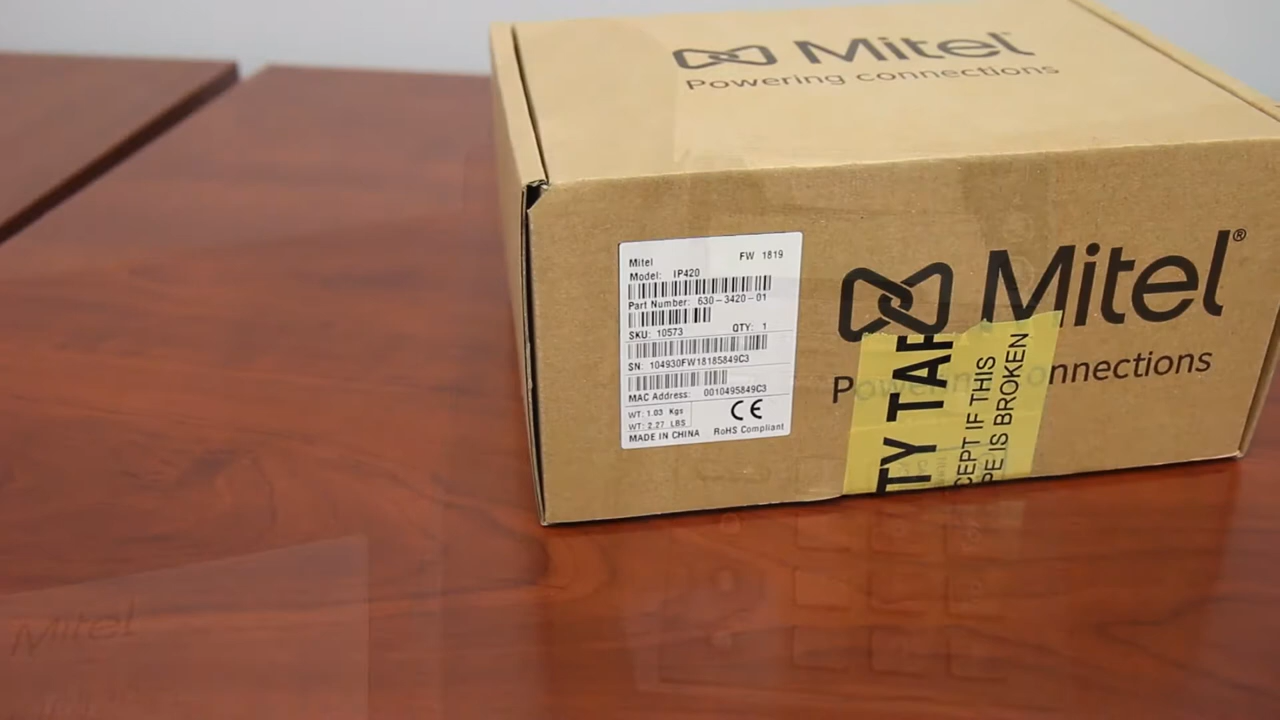 Mitel
Powering connections
Mitel FW 1819
Model: IP420
Part Number: 630-3420-01
SKU: 10573 QTY: 1
SN: 104930FW18185849C3
MAC Address: 0010495849C3
WT: 1.03 Kgs
WT: 2.27 LBS
CE
MADE IN CHINA RoHS Compliant
Mitel®
Powering connections
TY TAP
CEPT IF THIS
PE IS BROKEN
Mitel